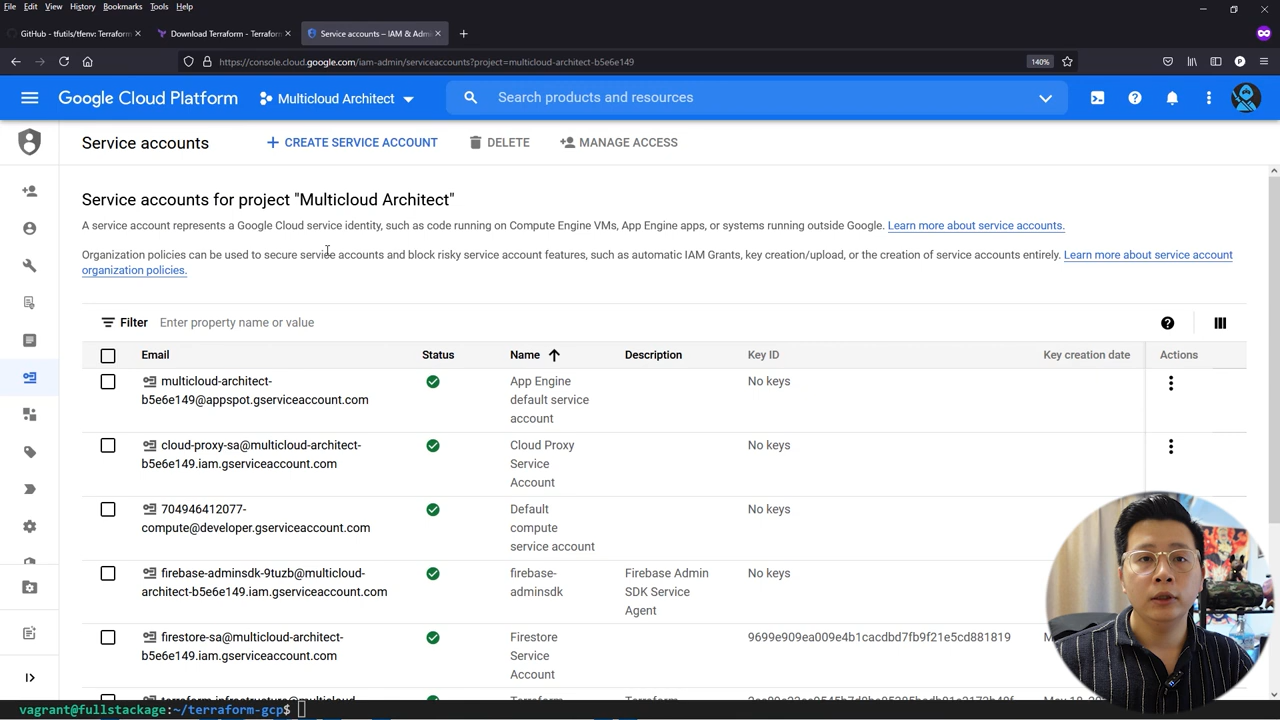 File Edit View History Bookmarks Tools Help
GitHub - tfutils/tfenv: Terraform
Download Terraform - Terraform
Service accounts – IAM & Admi
https://console.cloud.google.com/iam-admin/serviceaccounts?project=multicloud-architect-b5e6e149
140%
Google Cloud Platform
Multicloud Architect
Search products and resources
Service accounts
CREATE SERVICE ACCOUNT
DELETE
MANAGE ACCESS
Service accounts for project "Multicloud Architect"
A service account represents a Google Cloud service identity, such as code running on Compute Engine VMs, App Engine apps, or systems running outside Google. Learn more about service accounts.
Organization policies can be used to secure service accounts and block risky service account features, such as automatic IAM Grants, key creation/upload, or the creation of service accounts entirely. Learn more about service account
organization policies.
Filter Enter property name or value
Email Status Name Description Key ID Key creation date Actions
multicloud-architect-
b5e6e149@appspot.gserviceaccount.com
App Engine
default service
account
No keys
cloud-proxy-sa@multicloud-architect-
b5e6e149.iam.gserviceaccount.com
Cloud Proxy
Service
Account
No keys
704946412077-
compute@developer.gserviceaccount.com
Default
compute
service account
No keys
firebase-adminsdk-9tuzb@multicloud-
architect-b5e6e149.iam.gserviceaccount.com
firebase-
adminsdk
Firebase Admin
SDK Service
Agent
No keys
firestore-sa@multicloud-architect-
b5e6e149.iam.gserviceaccount.com
Firestore
Service
Account
9699e909ea009e4b1cacdbd7fb9f21e5cd881819
vagrant@fullstackage:~/terraform-gcp$